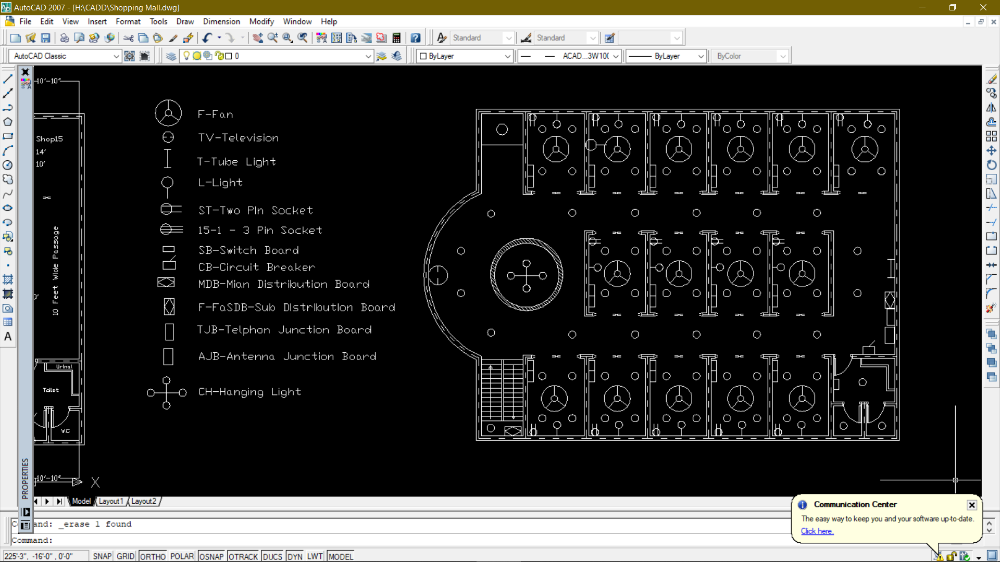 AutoCAD 2007 - [H:\CADD\Shopping Mall.dwg]
File Edit View Insert Format Tools Draw Dimension Modify Window Help
Standard Standard
AutoCAD Classic 0 ByLayer ACAD...3W100 ByLayer ByColor
10'-10"
F-Fan
TV-Television
Shop15
14'
10'
T-Tube Light
L-Light
ST-Two PIn Socket
15-1 - 3 Pin Socket
10 Feet Wide Passage
SB-Switch Board
CB-Circuit Breaker
MDB-Mian Distribution Board
F-FaSDB-Sub Distribution Board
TJB-Telphon Junction Board
AJB-Antenna Junction Board
Urinal
Toilet
CH-Hanging Light
10'-10"
X
PROPERTIES
Model Layout1 Layout2
Communication Center
The easy way to keep you and your software up-to-date.
Click here.
and: _erase 1 found
Command:
225'-3", -16'-0" , 0'-0" SNAP GRID ORTHO POLAR OSNAP OTRACK DUCS DYN LWT MODEL